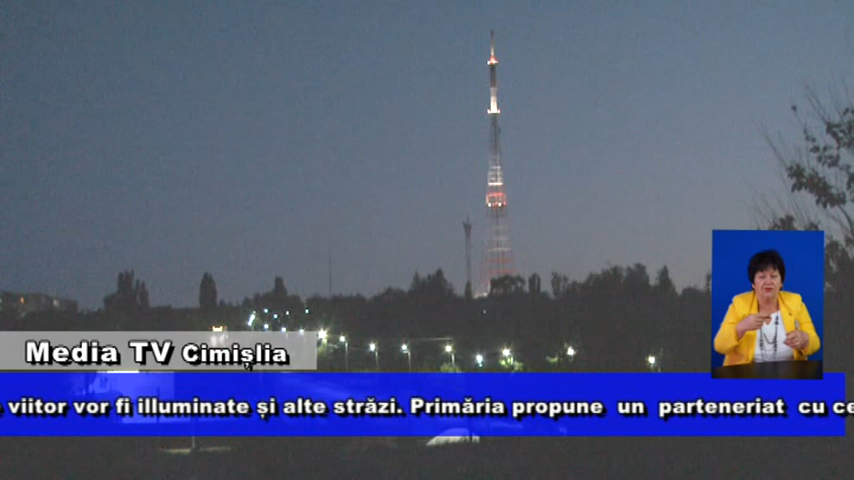 Media TV Cimișlia
viitor vor fi illuminate și alte străzi. Primăria propune un parteneriat cu